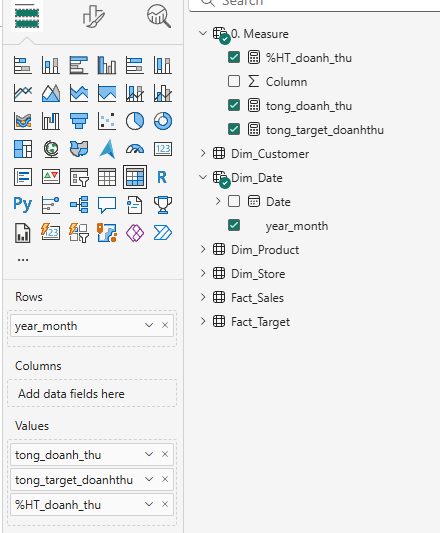 Search
0. Measure
%HT_doanh_thu
Column
tong_doanh_thu
tong_target_doanhthu
Dim_Customer
Dim_Date
Date
year_month
Dim_Product
Dim_Store
Fact_Sales
Fact_Target
123
R
Py
123
...
Rows
year_month
Columns
Add data fields here
Values
tong_doanh_thu
tong_target_doanhthu
%HT_doanh_thu